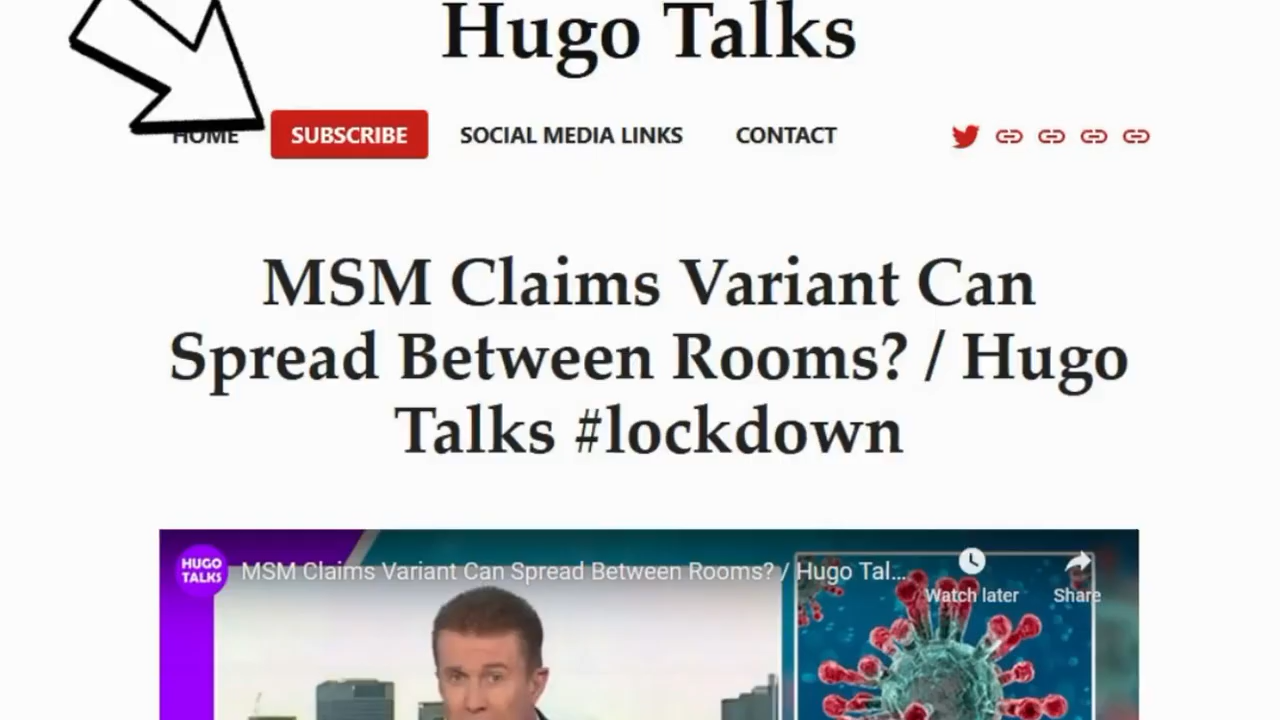 Hugo Talks
HOME SUBSCRIBE SOCIAL MEDIA LINKS CONTACT
MSM Claims Variant Can
Spread Between Rooms? / Hugo
Talks #lockdown
HUGO
TALKS
MSM Claims Variant Can Spread Between Rooms? / Hugo Tal...
Watch later Share